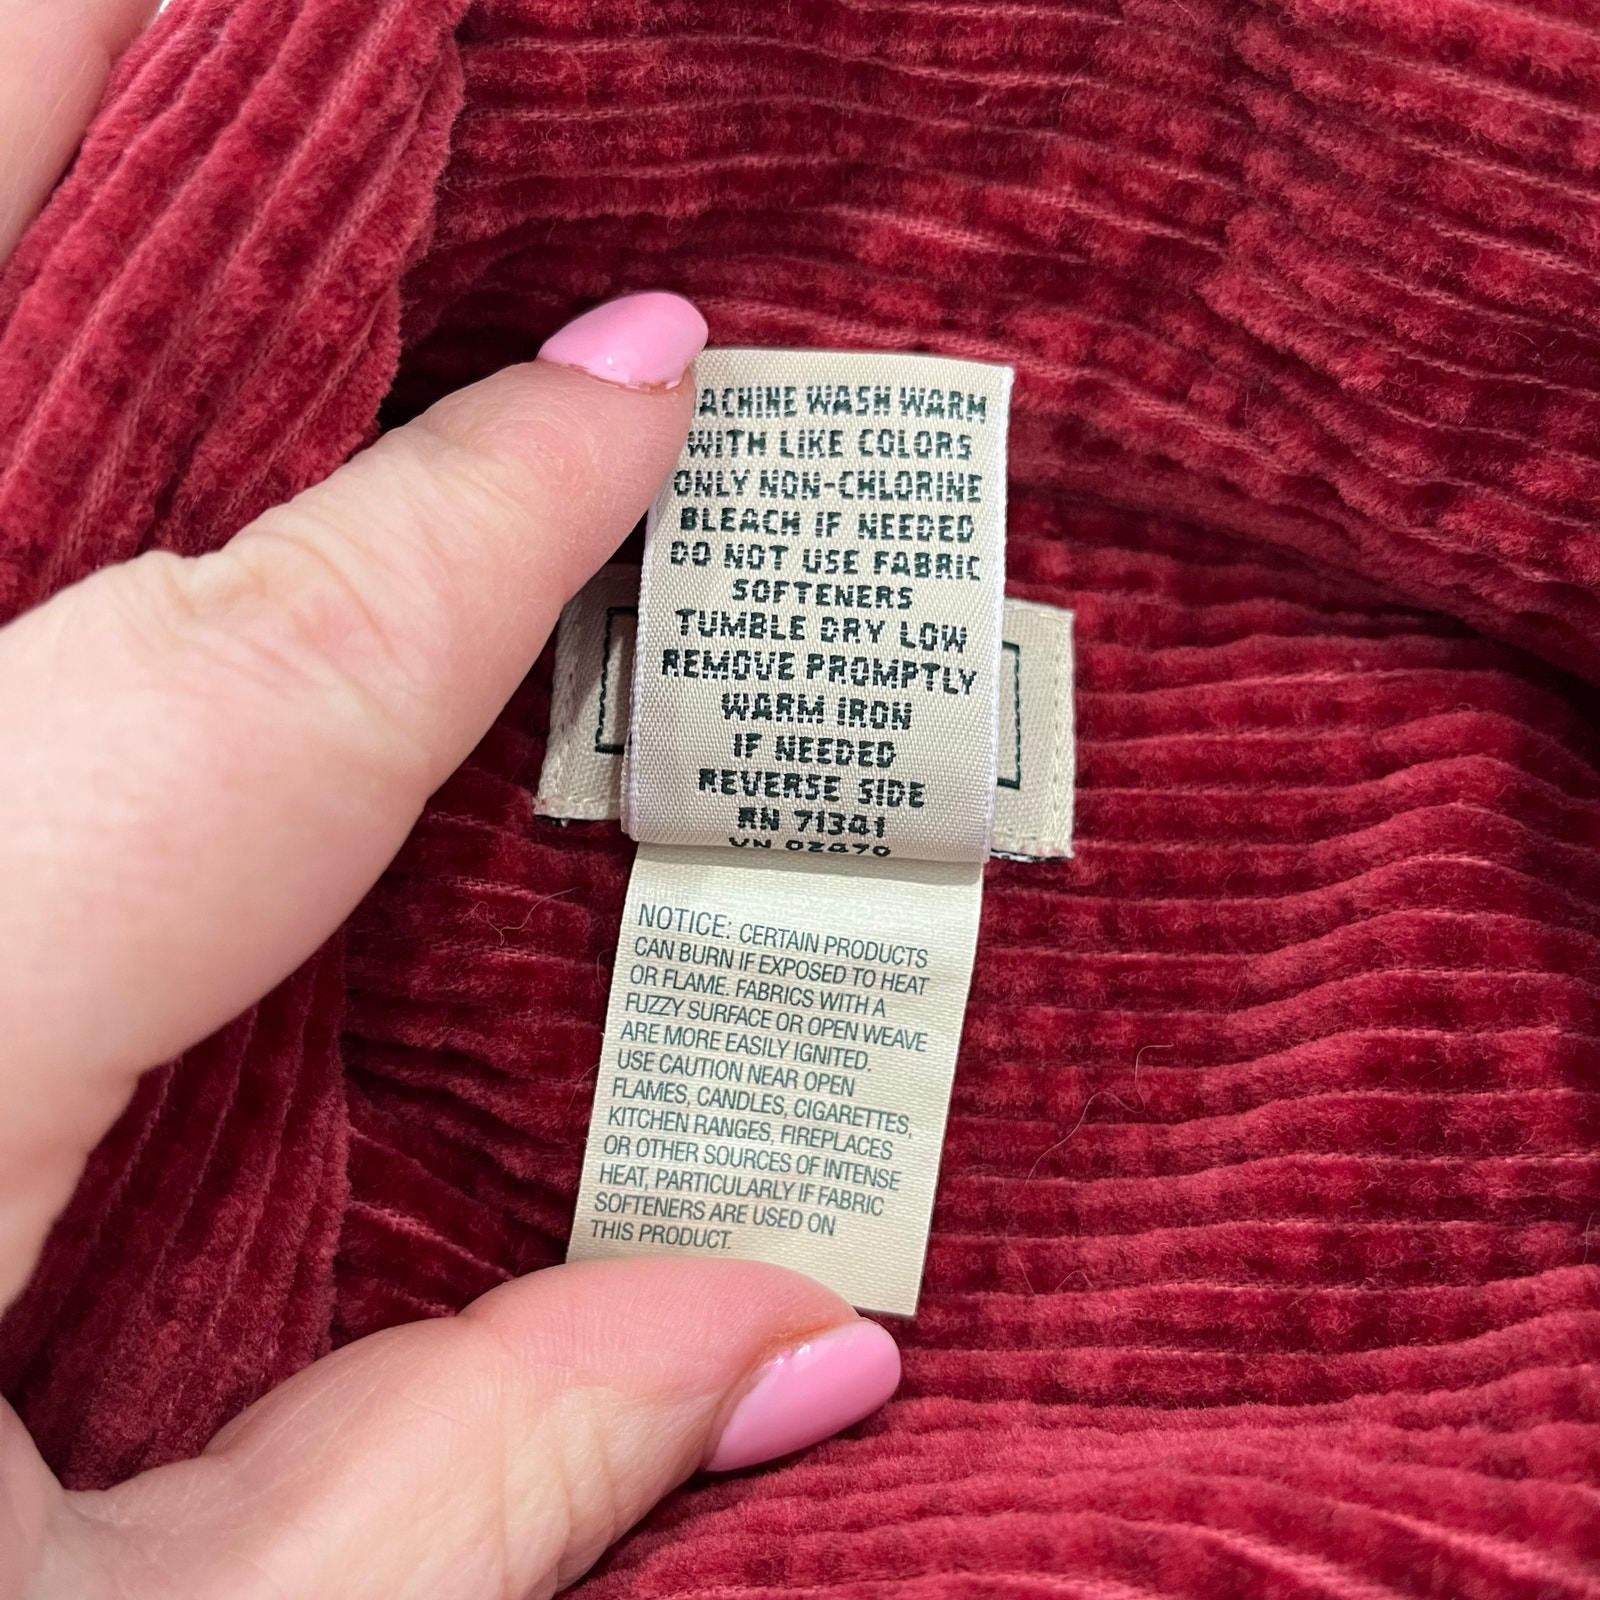 ACHINE WASH WARM
WITH LIKE COLORS
ONLY NON-CHLORINE
BLEACH IF NEEDED
DO NOT USE FABRIC
SOFTENERS
TUMBLE DRY LOW
REMOVE PROMPTLY
WARM IRON
IF NEEDED
REVERSE SIDE
RN 71341
VN 02470
NOTICE: CERTAIN PRODUCTS
CAN BURN IF EXPOSED TO HEAT
OR FLAME. FABRICS WITH A
FUZZY SURFACE OR OPEN WEAVE
ARE MORE EASILY IGNITED.
USE CAUTION NEAR OPEN
FLAMES, CANDLES, CIGARETTES,
KITCHEN RANGES, FIREPLACES
OR OTHER SOURCES OF INTENSE
HEAT, PARTICULARLY IF FABRIC
SOFTENERS ARE USED ON
THIS PRODUCT.